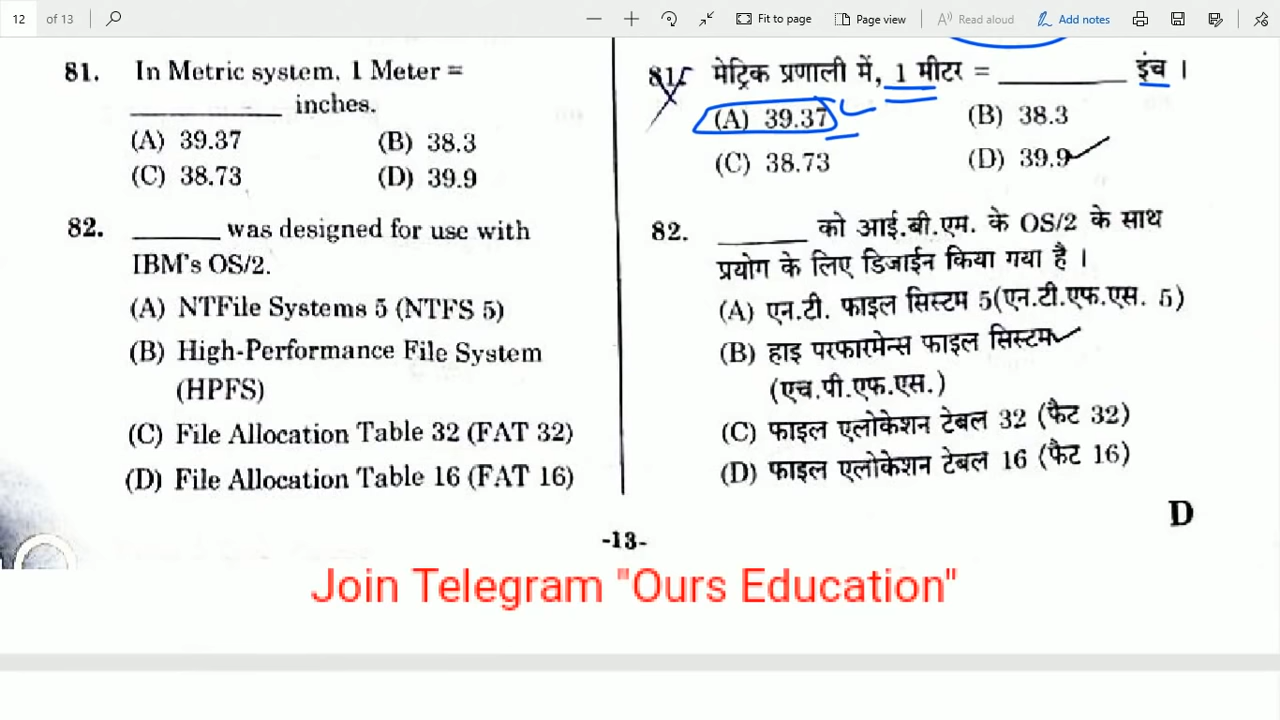 12 of 13 Fit to page Page view Read aloud Add notes
81. In Metric system, 1 Meter =
__________ inches.
(A) 39.37 (B) 38.3
(C) 38.73 (D) 39.9
82. ______ was designed for use with
IBM's OS/2.
(A) NTFile Systems 5 (NTFS 5)
(B) High-Performance File System
(HPFS)
(C) File Allocation Table 32 (FAT 32)
(D) File Allocation Table 16 (FAT 16)
81. मेट्रिक प्रणाली में, 1 मीटर = _________ इंच ।
(A) 39.37 (B) 38.3
(C) 38.73 (D) 39.9
82. ______ को आई.बी.एम. के OS/2 के साथ
प्रयोग के लिए डिजाईन किया गया है ।
(A) एन.टी. फाइल सिस्टम 5(एन.टी.एफ.एस. 5)
(B) हाइ परफारमेन्स फाइल सिस्टम
(एच.पी.एफ.एस.)
(C) फाइल एलोकेशन टेबल 32 (फैट 32)
(D) फाइल एलोकेशन टेबल 16 (फैट 16)
D
-13-
Join Telegram "Ours Education"